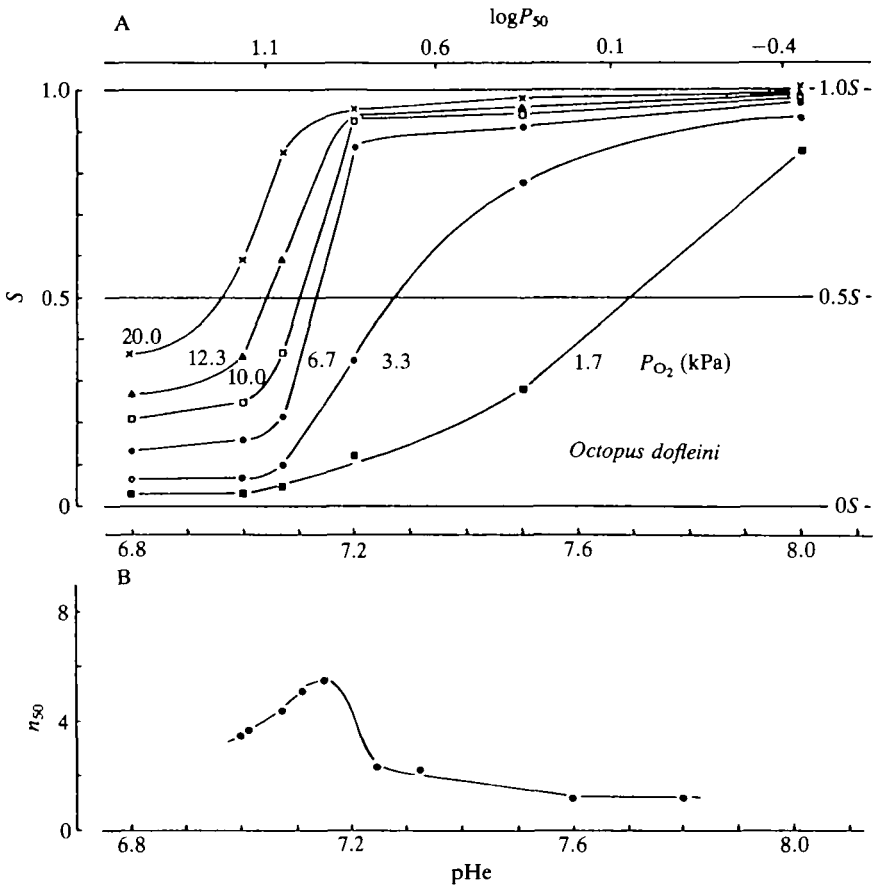 A
logP50
1.1 0.6 0.1 −0.4
1.0
1.0S
S
0.5
0.5S
20.0
12.3
10.0
6.7
3.3
1.7
PO2 (kPa)
Octopus dofleini
0
0S
6.8 7.2 7.6 8.0
B
8
n50
4
0
6.8 7.2 7.6 8.0
pHe